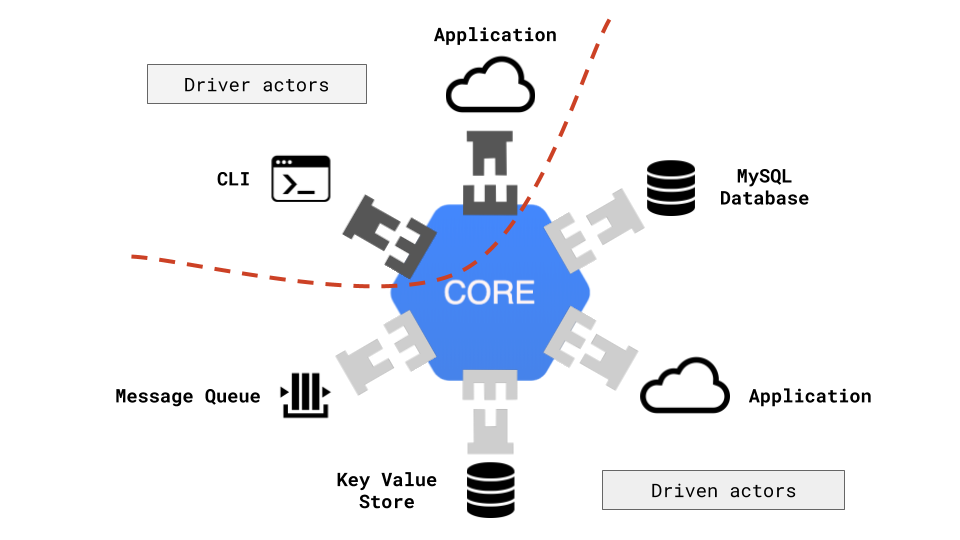 Application
Driver actors
CLI
MySQL
Database
CORE
Message Queue
Application
Key Value
Store
Driven actors